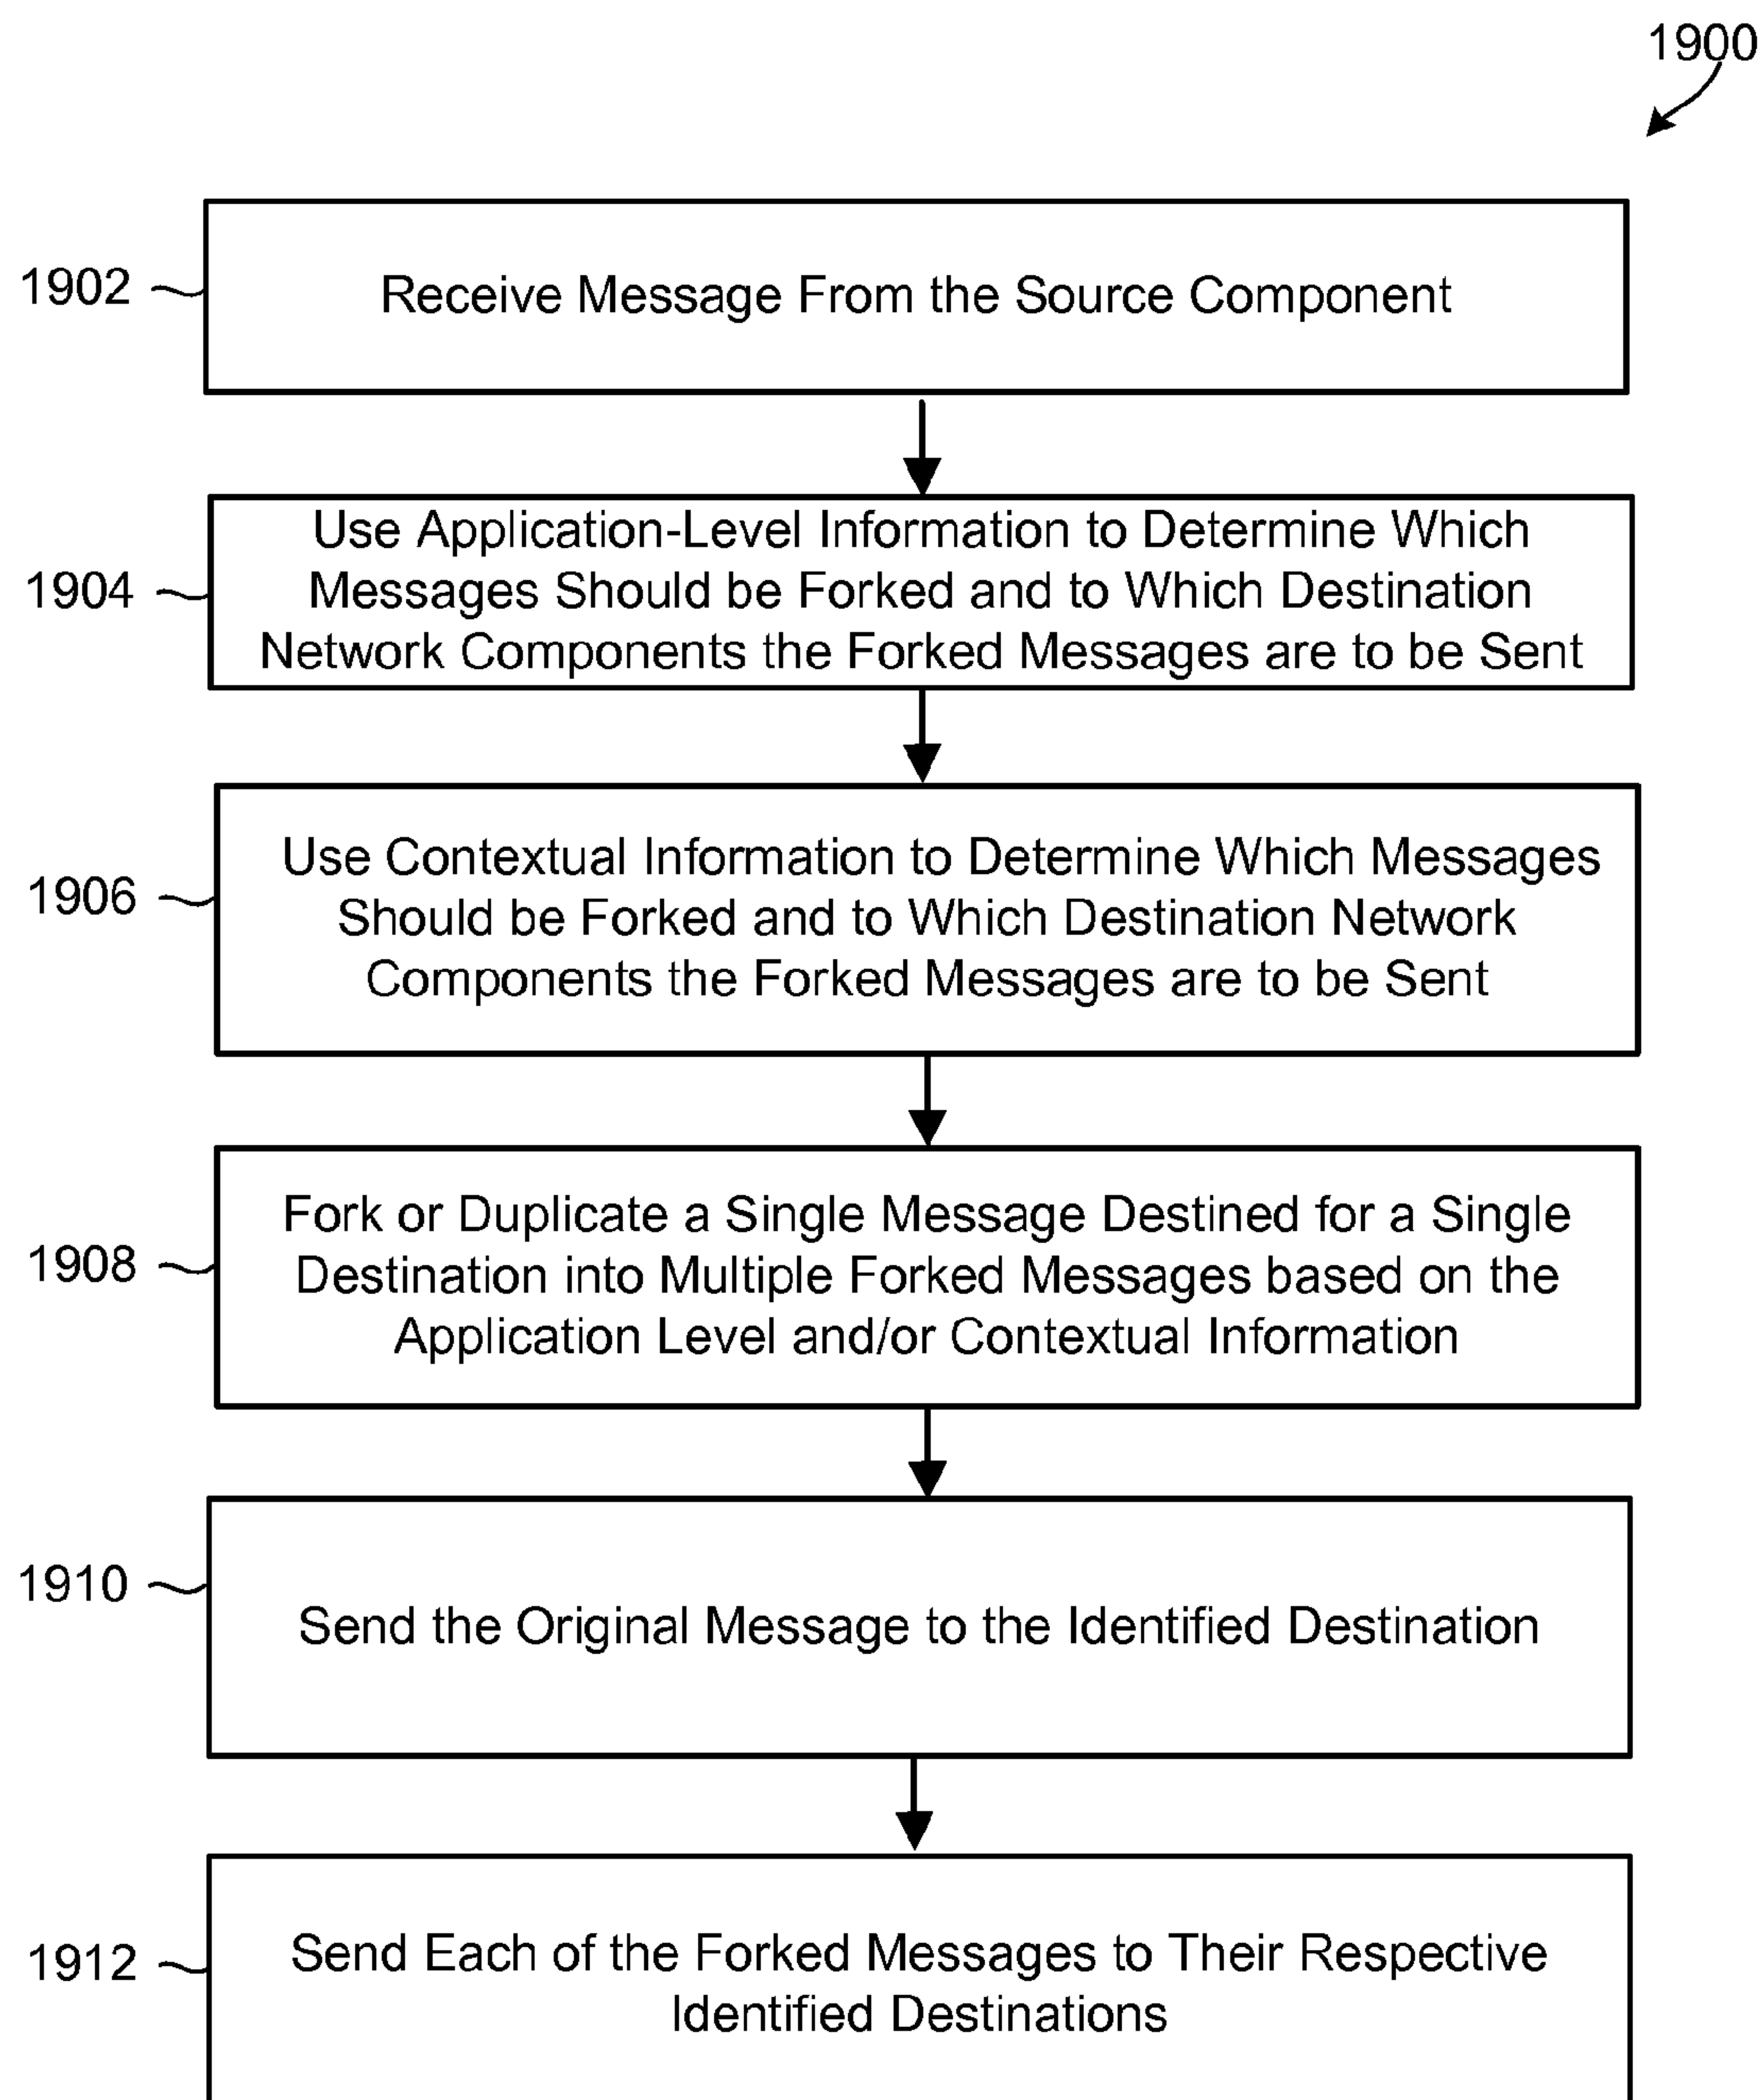 1900
1902
Receive Message From the Source Component
1904
Use Application-Level Information to Determine Which
Messages Should be Forked and to Which Destination
Network Components the Forked Messages are to be Sent
1906
Use Contextual Information to Determine Which Messages
Should be Forked and to Which Destination Network
Components the Forked Messages are to be Sent
1908
Fork or Duplicate a Single Message Destined for a Single
Destination into Multiple Forked Messages based on the
Application Level and/or Contextual Information
1910
Send the Original Message to the Identified Destination
1912
Send Each of the Forked Messages to Their Respective
Identified Destinations